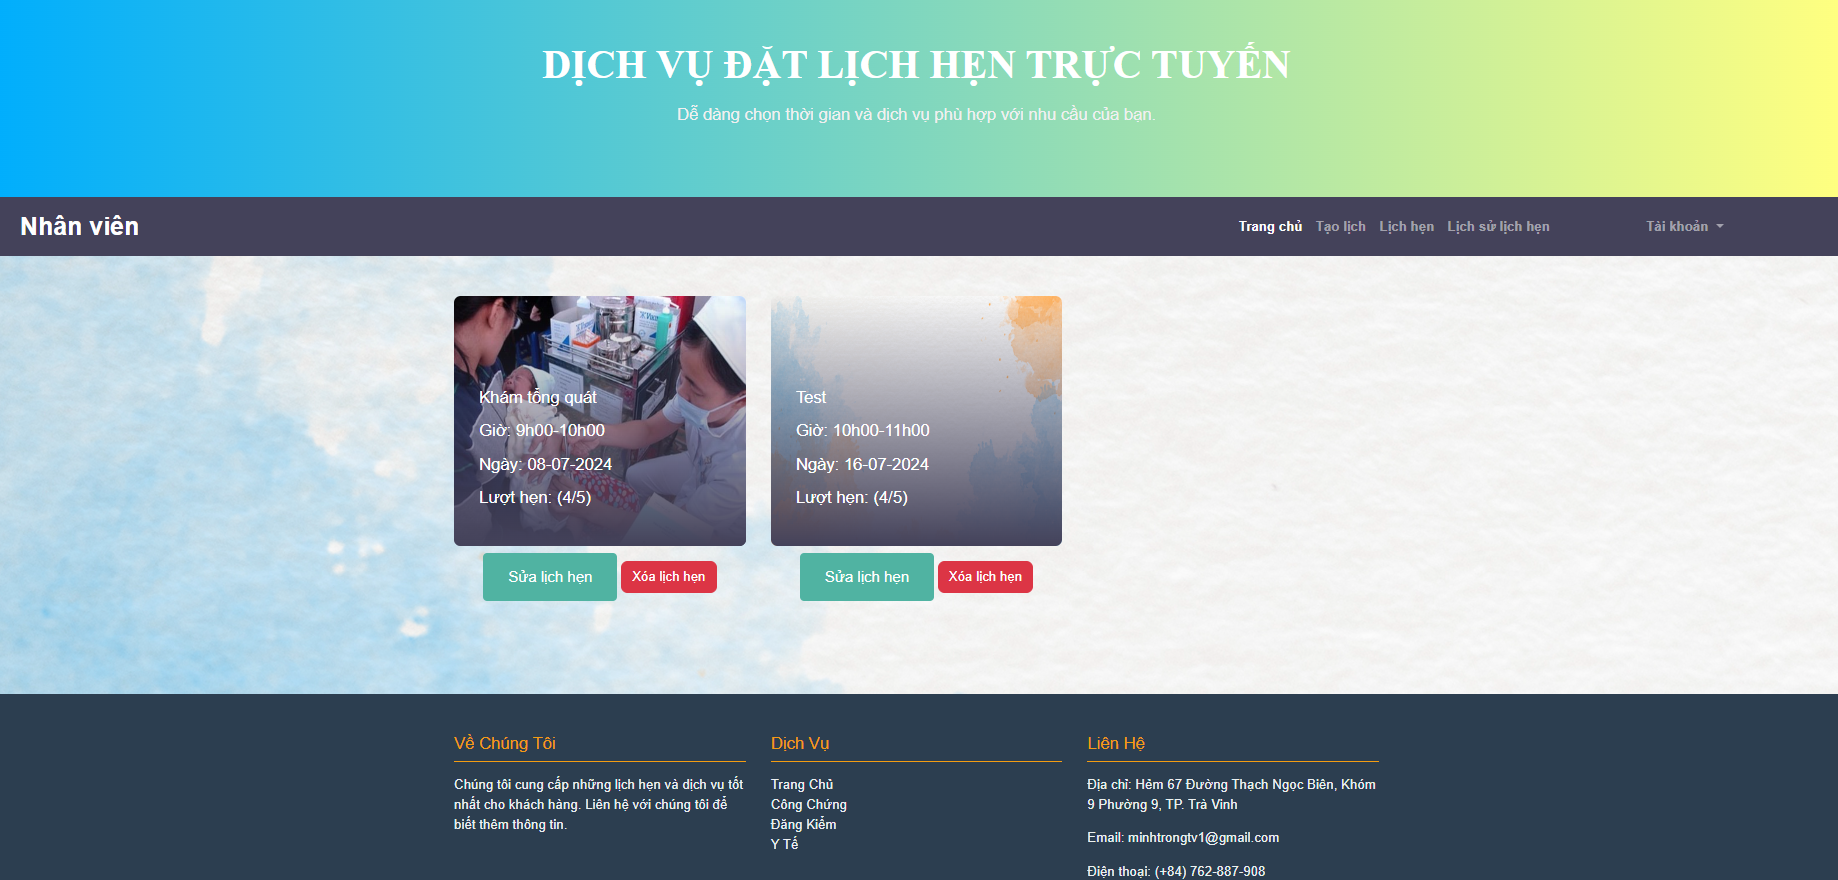 DỊCH VỤ ĐẶT LỊCH HẸN TRỰC TUYẾN
Dễ dàng chọn thời gian và dịch vụ phù hợp với nhu cầu của bạn.
Nhân viên
Trang chủ
Tạo lịch
Lịch hẹn
Lịch sử lịch hẹn
Tài khoản
Khám tổng quát
Giờ: 9h00-10h00
Ngày: 08-07-2024
Lượt hẹn: (4/5)
Sửa lịch hẹn
Xóa lịch hẹn
Test
Giờ: 10h00-11h00
Ngày: 16-07-2024
Lượt hẹn: (4/5)
Sửa lịch hẹn
Xóa lịch hẹn
Về Chúng Tôi
Chúng tôi cung cấp những lịch hẹn và dịch vụ tốt
nhất cho khách hàng. Liên hệ với chúng tôi để
biết thêm thông tin.
Dịch Vụ
Trang Chủ
Công Chứng
Đăng Kiểm
Y Tế
Liên Hệ
Địa chỉ: Hẻm 67 Đường Thạch Ngọc Biên, Khóm
9 Phường 9, TP. Trà Vinh
Email: minhtrongtv1@gmail.com
Điện thoại: (+84) 762-887-908